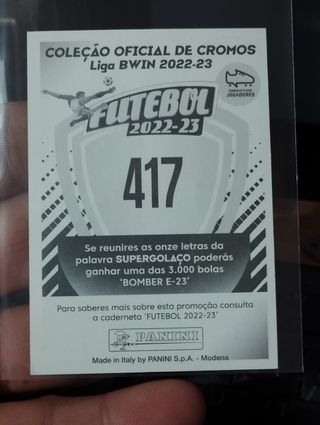 COLEÇÃO OFICIAL DE CROMOS
Liga BWIN 2022-23
FUTEBOL
2022-23
SINDICATO DOS
JOGADORES
417
Se reunires as onze letras da
palavra SUPERGOLAÇO poderás
ganhar uma das 3.000 bolas
'BOMBER E-23'
Para saberes mais sobre esta promoção consulta
a caderneta 'FUTEBOL 2022-23'
PANINI
Made in Italy by PANINI S.p.A. - Modena